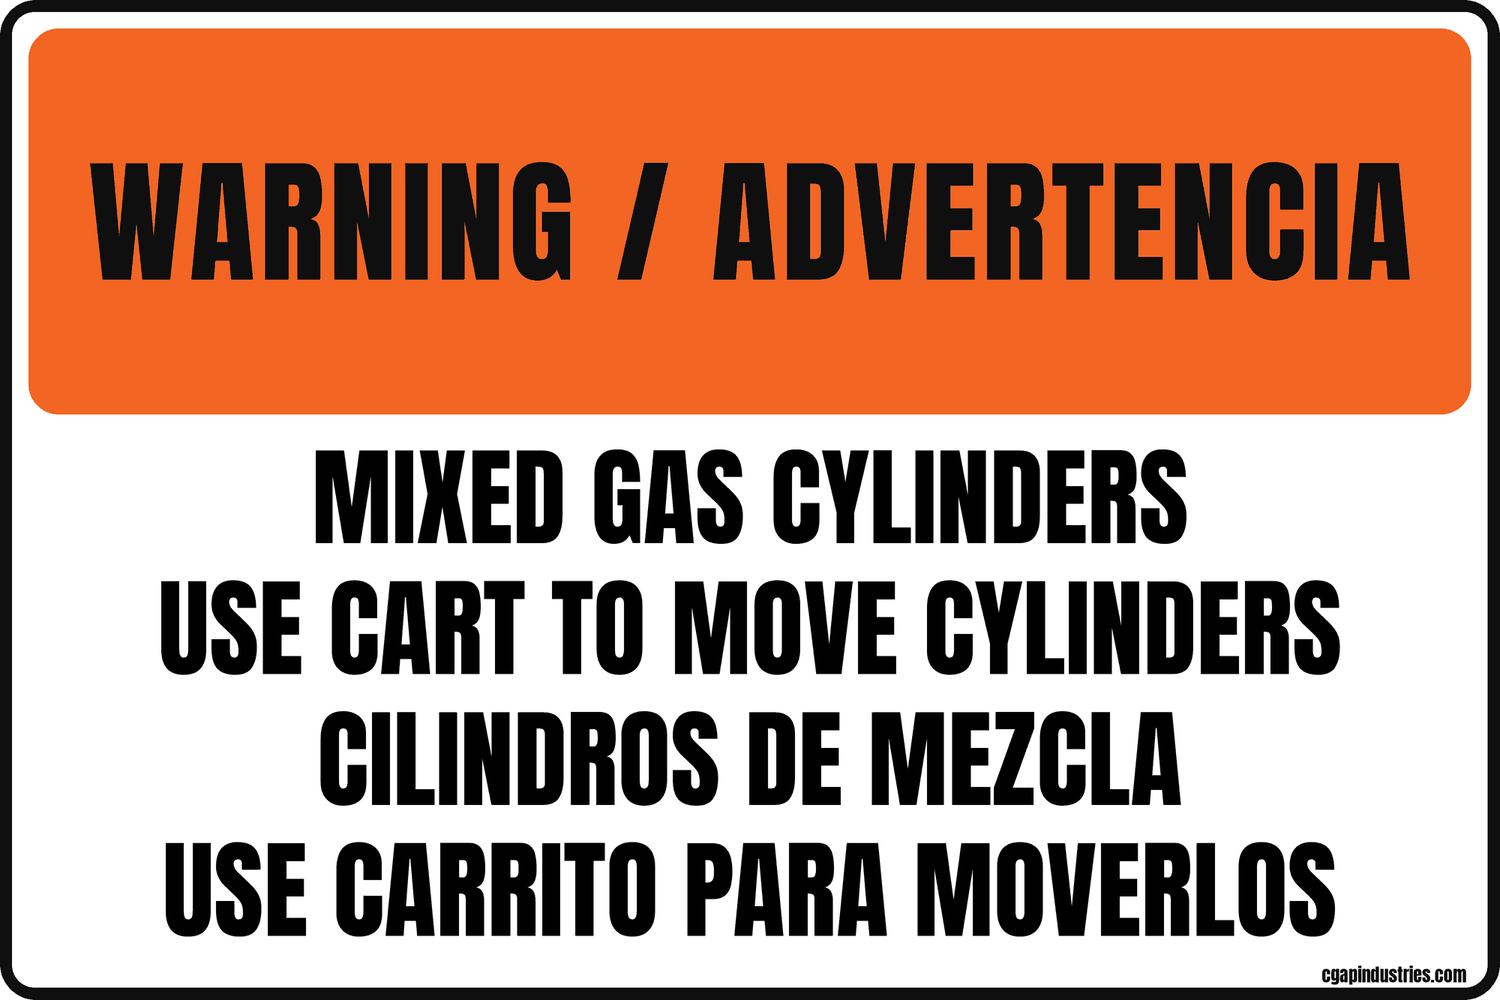 WARNING / ADVERTENCIA
MIXED GAS CYLINDERS
USE CART TO MOVE CYLINDERS
CILINDROS DE MEZCLA
USE CARRITO PARA MOVERLOS
cgapindustries.com